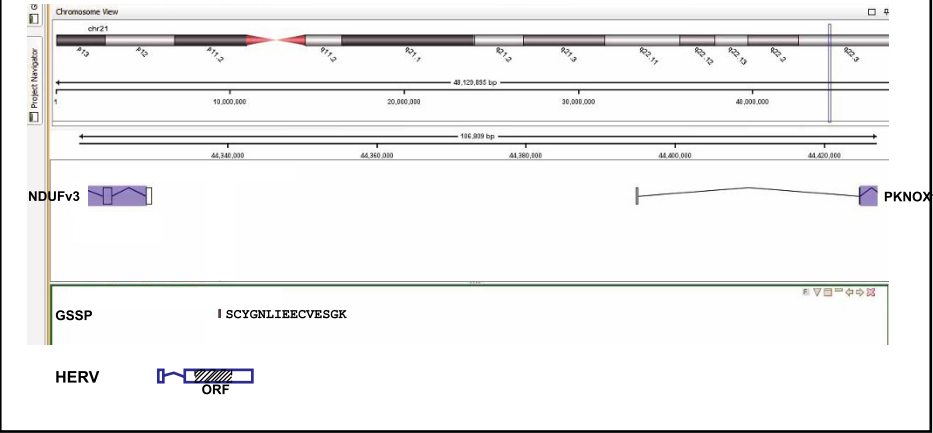 G
Project Navigator
Chromosome View
chr21
p13 p12 p11.2 q11.2 q21.1 q21.2 q21.3 q22.11 q22.12 q22.13 q22.2 q22.3
48,129,895 bp
1 10,000,000 20,000,000 30,000,000 40,000,000
106,809 bp
44,340,000 44,360,000 44,380,000 44,400,000 44,420,000
NDUFv3 PKNOX1
GSSP SCYGNLIEECVESGK
HERV
ORF